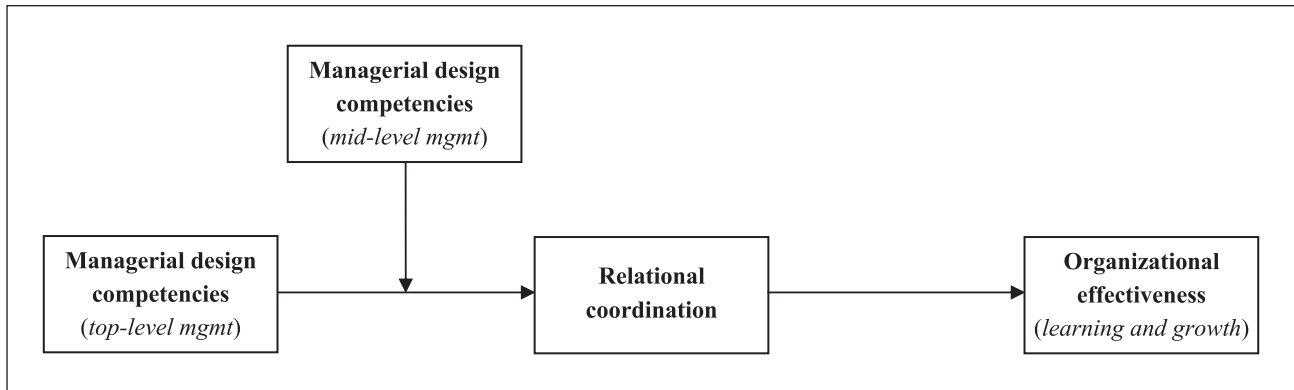 Managerial design
competencies
(mid-level mgmt)
Managerial design
competencies
(top-level mgmt)
Relational
coordination
Organizational
effectiveness
(learning and growth)